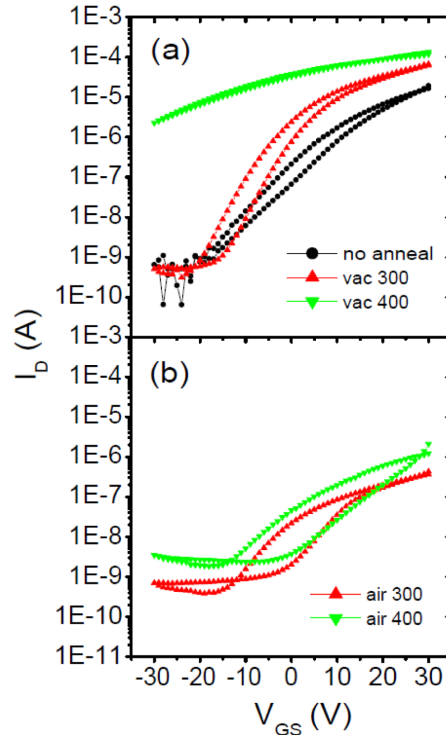 (a)
1E-3
1E-4
1E-5
1E-6
1E-7
1E-8
1E-9
1E-10
no anneal
vac 300
vac 400
I_D (A)
(b)
1E-3
1E-4
1E-5
1E-6
1E-7
1E-8
1E-9
1E-10
1E-11
air 300
air 400
-30 -20 -10 0 10 20 30
V_GS (V)